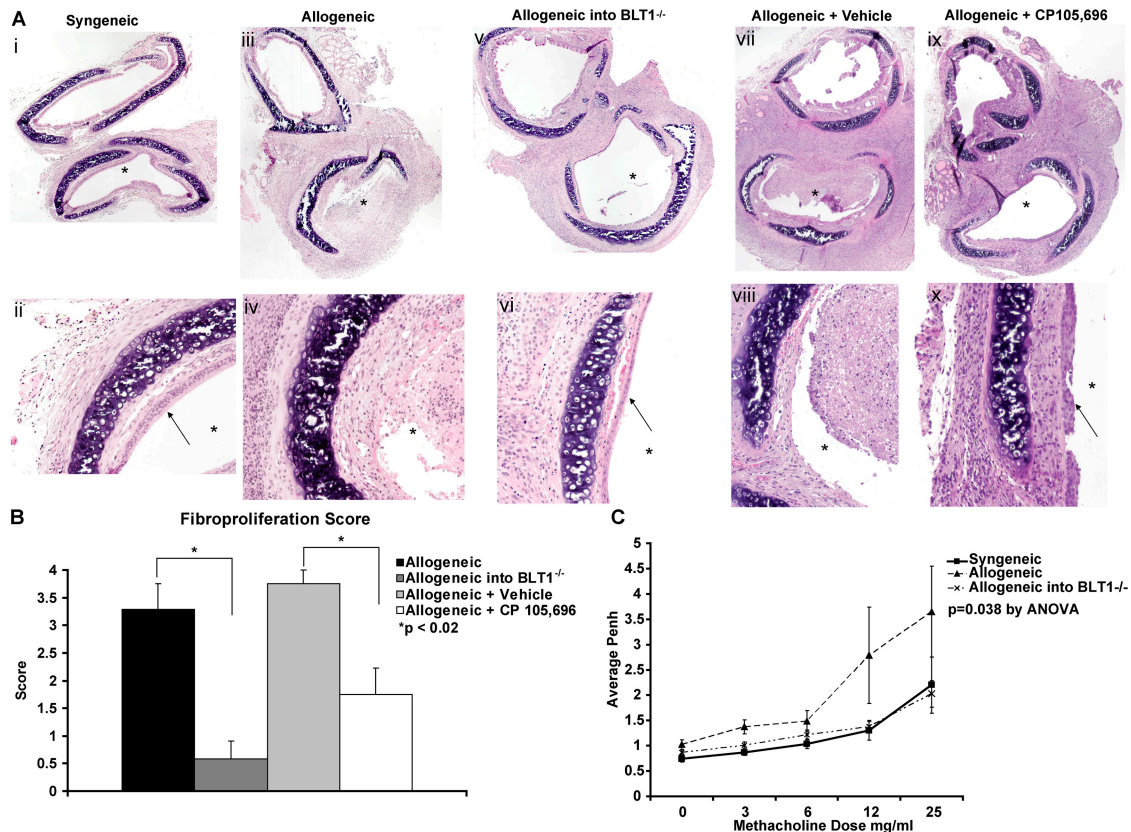 A
Syngeneic
Allogeneic
Allogeneic into BLT1-/-
Allogeneic + Vehicle
Allogeneic + CP105,696
i
iii
v
vii
ix
*
*
*
*
*
ii
iv
vi
viii
x
*
*
*
*
*
B
Fibroproliferation Score
*
*
Allogeneic
Allogeneic into BLT1-/-
Allogeneic + Vehicle
Allogeneic + CP 105,696
*p < 0.02
Score
4
3.5
3
2.5
2
1.5
1
0.5
0
C
Syngeneic
Allogeneic
Allogeneic into BLT1-/-
p=0.038 by ANOVA
Average Penh
5
4.5
4
3.5
3
2.5
2
1.5
1
0.5
0
0 3 6 12 25
Methacholine Dose mg/ml